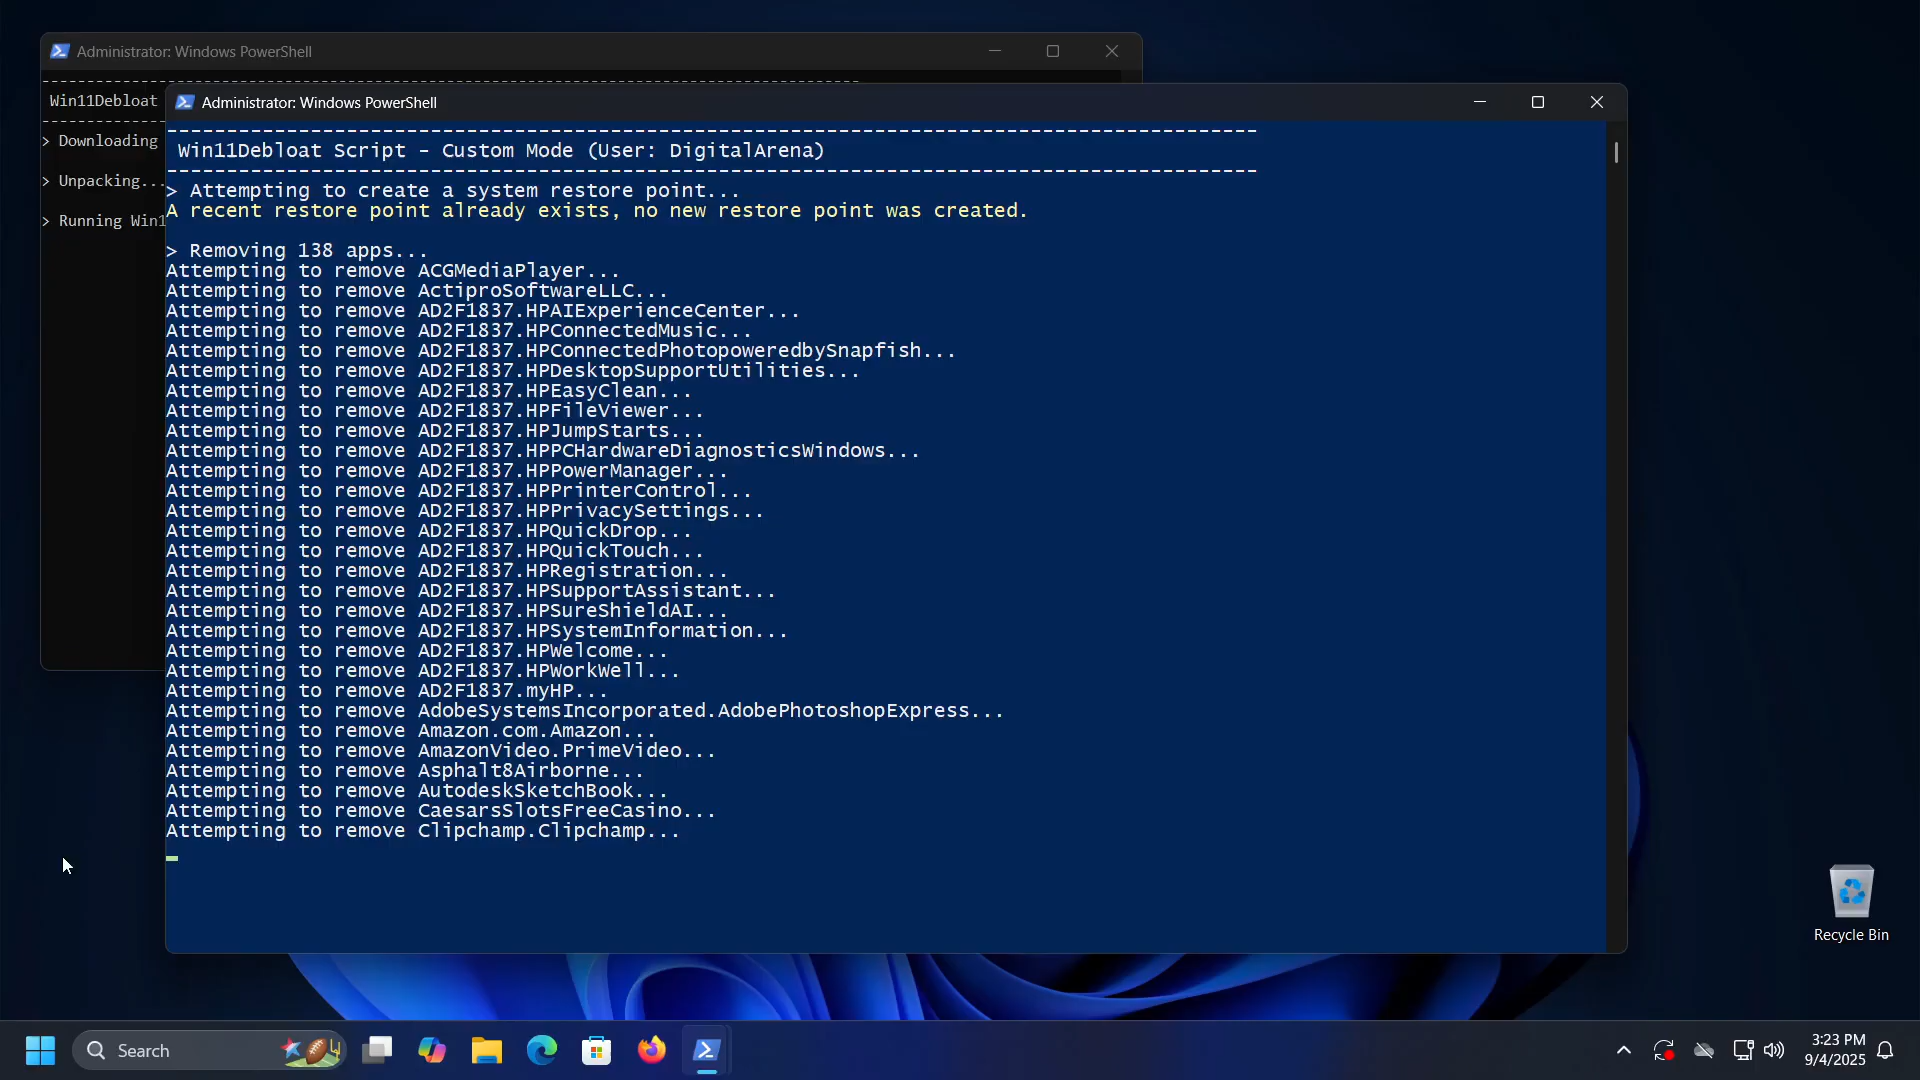 Administrator: Windows PowerShell
Win11Debloat
> Downloading
> Unpacking...
> Running Win1
Administrator: Windows PowerShell
-------------------------------------------------------------------------------------------
Win11Debloat Script - Custom Mode (User: DigitalArena)
-------------------------------------------------------------------------------------------
> Attempting to create a system restore point...
A recent restore point already exists, no new restore point was created.
> Removing 138 apps...
Attempting to remove ACGMediaPlayer...
Attempting to remove ActiproSoftwareLLC...
Attempting to remove AD2F1837.HPAIExperienceCenter...
Attempting to remove AD2F1837.HPConnectedMusic...
Attempting to remove AD2F1837.HPConnectedPhotopoweredbySnapfish...
Attempting to remove AD2F1837.HPDesktopSupportUtilities...
Attempting to remove AD2F1837.HPEasyClean...
Attempting to remove AD2F1837.HPFileViewer...
Attempting to remove AD2F1837.HPJumpStarts...
Attempting to remove AD2F1837.HPPCHardwareDiagnosticsWindows...
Attempting to remove AD2F1837.HPPowerManager...
Attempting to remove AD2F1837.HPPrinterControl...
Attempting to remove AD2F1837.HPPrivacySettings...
Attempting to remove AD2F1837.HPQuickDrop...
Attempting to remove AD2F1837.HPQuickTouch...
Attempting to remove AD2F1837.HPRegistration...
Attempting to remove AD2F1837.HPSupportAssistant...
Attempting to remove AD2F1837.HPSureShieldAI...
Attempting to remove AD2F1837.HPSystemInformation...
Attempting to remove AD2F1837.HPWelcome...
Attempting to remove AD2F1837.HPWorkWell...
Attempting to remove AD2F1837.myHP...
Attempting to remove AdobeSystemsIncorporated.AdobePhotoshopExpress...
Attempting to remove Amazon.com.Amazon...
Attempting to remove AmazonVideo.PrimeVideo...
Attempting to remove Asphalt8Airborne...
Attempting to remove AutodeskSketchBook...
Attempting to remove CaesarsSlotsFreeCasino...
Attempting to remove Clipchamp.Clipchamp...
Recycle Bin
Search
3:23 PM
9/4/2025